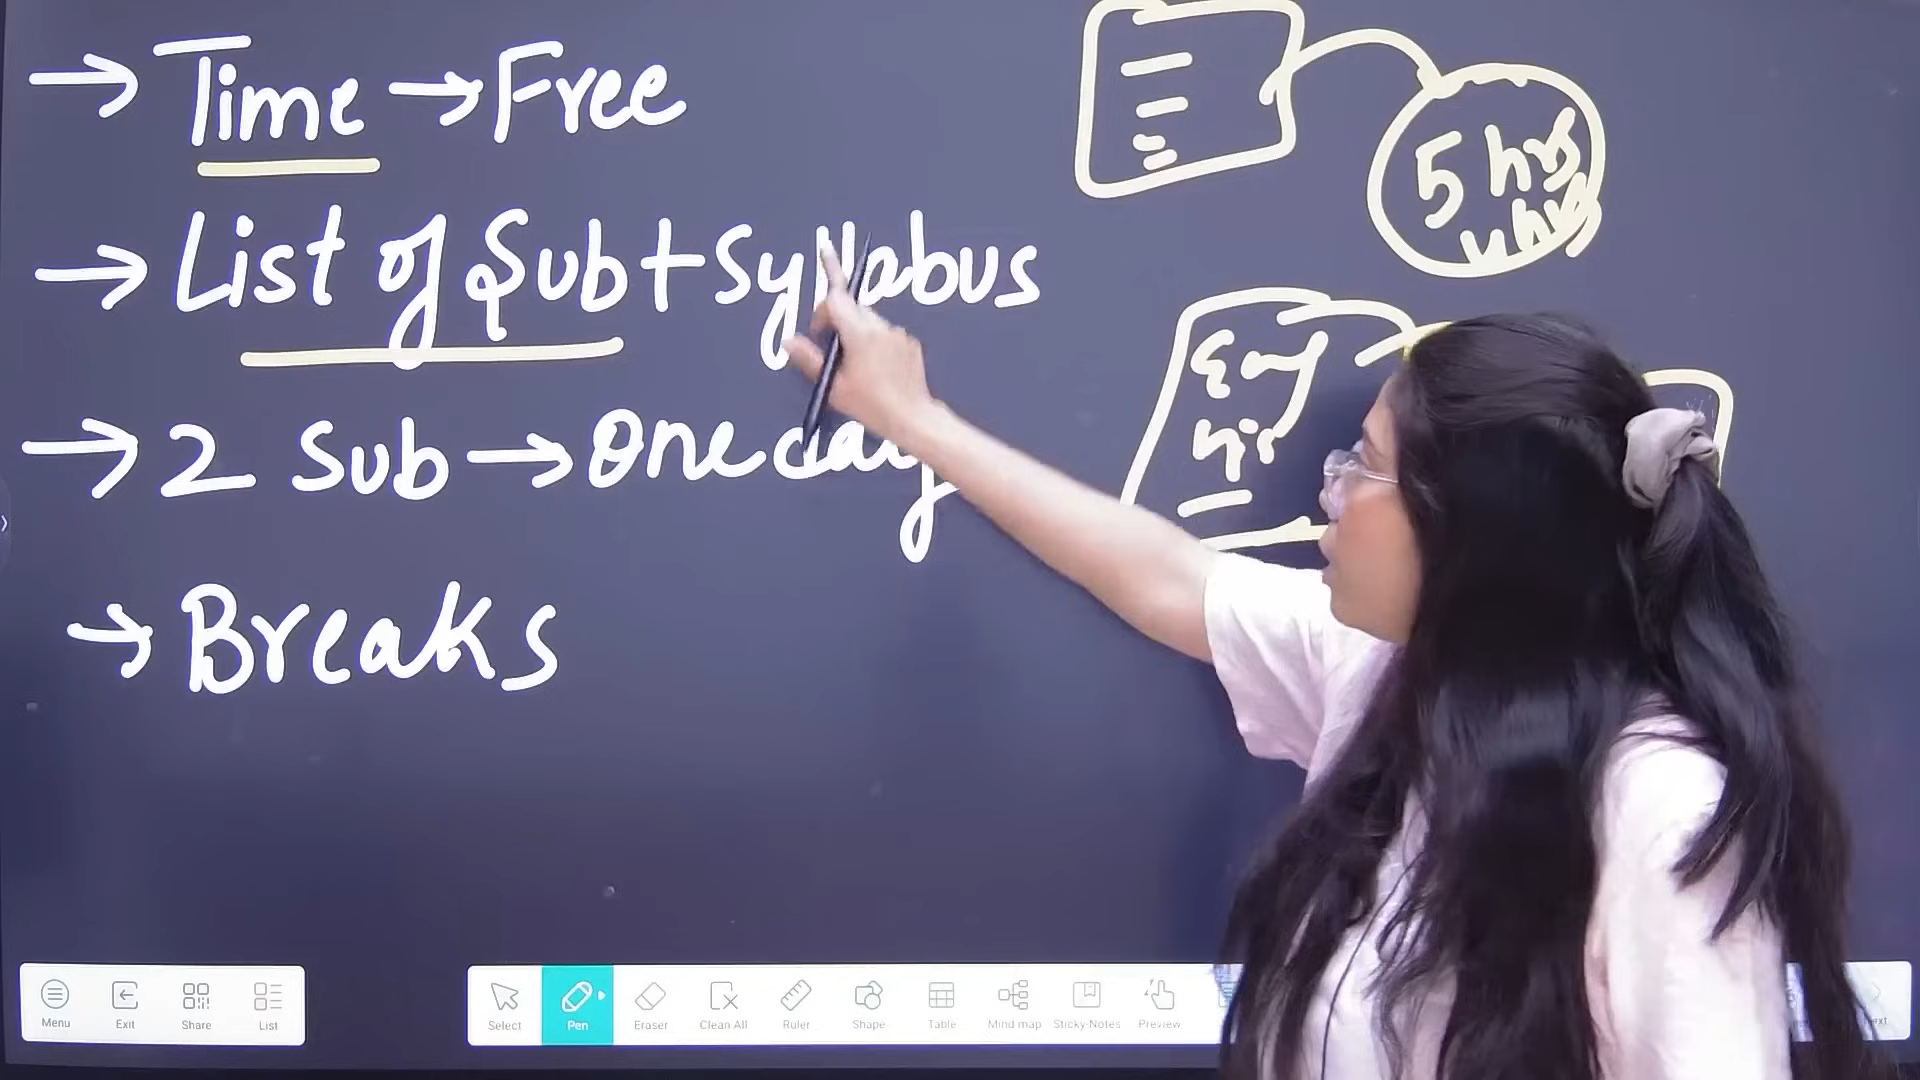 → Time → Free
→ List of Sub + Syllabus
→ 2 Sub → One day
→ Breaks
5 hrs
Menu
Exit
Share
List
Select
Pen
Eraser
Clean All
Ruler
Shape
Table
Mind map
Sticky-Notes
Preview